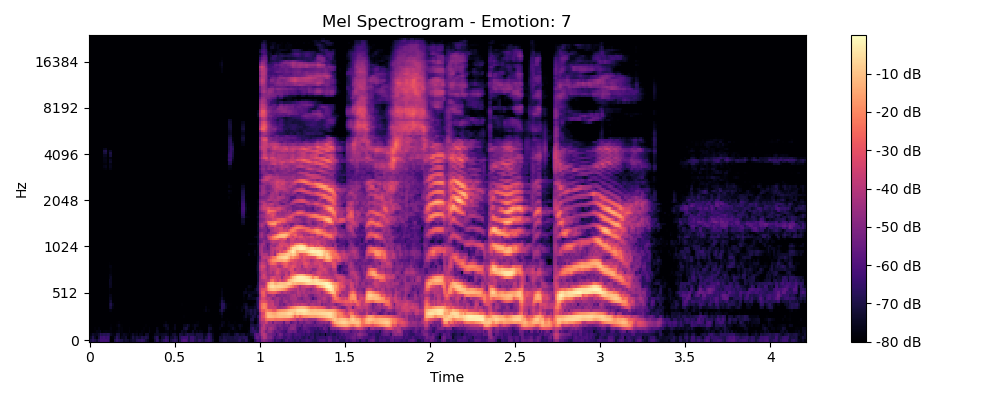 Mel Spectrogram - Emotion: 7
Hz
16384
8192
4096
2048
1024
512
0
0 0.5 1 1.5 2 2.5 3 3.5 4
Time
-10 dB
-20 dB
-30 dB
-40 dB
-50 dB
-60 dB
-70 dB
-80 dB